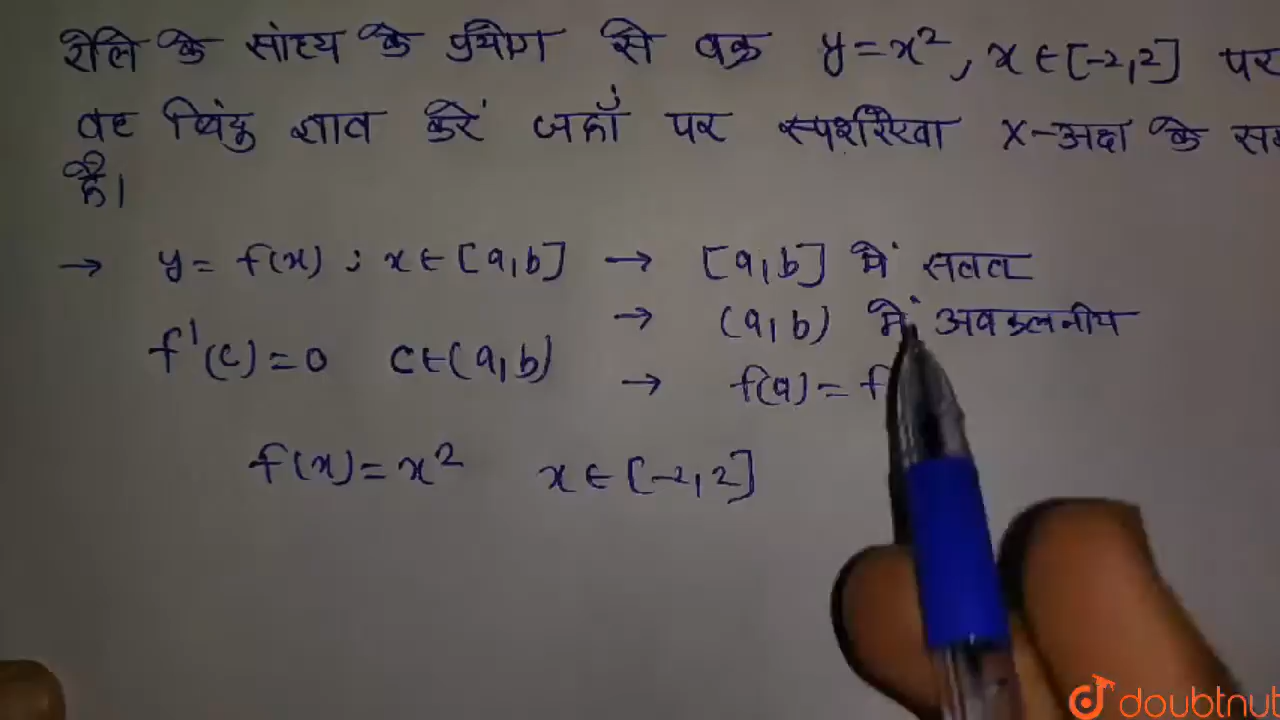 रोले के सांध्य के प्रयोग से वक्र y = x², x ∈ [-2, 2] पर
वह बिंदु ज्ञात करें जहाँ पर स्पर्शरेखा x-अक्ष के
है।
→ y = f(x) ; x ∈ [a, b] → [a, b] में सतत
→ (a, b) में अवकलनीय
f'(c) = 0 c ∈ (a, b)
→ f(a) = f
f(x) = x² x ∈ [-2, 2]
doubtnut